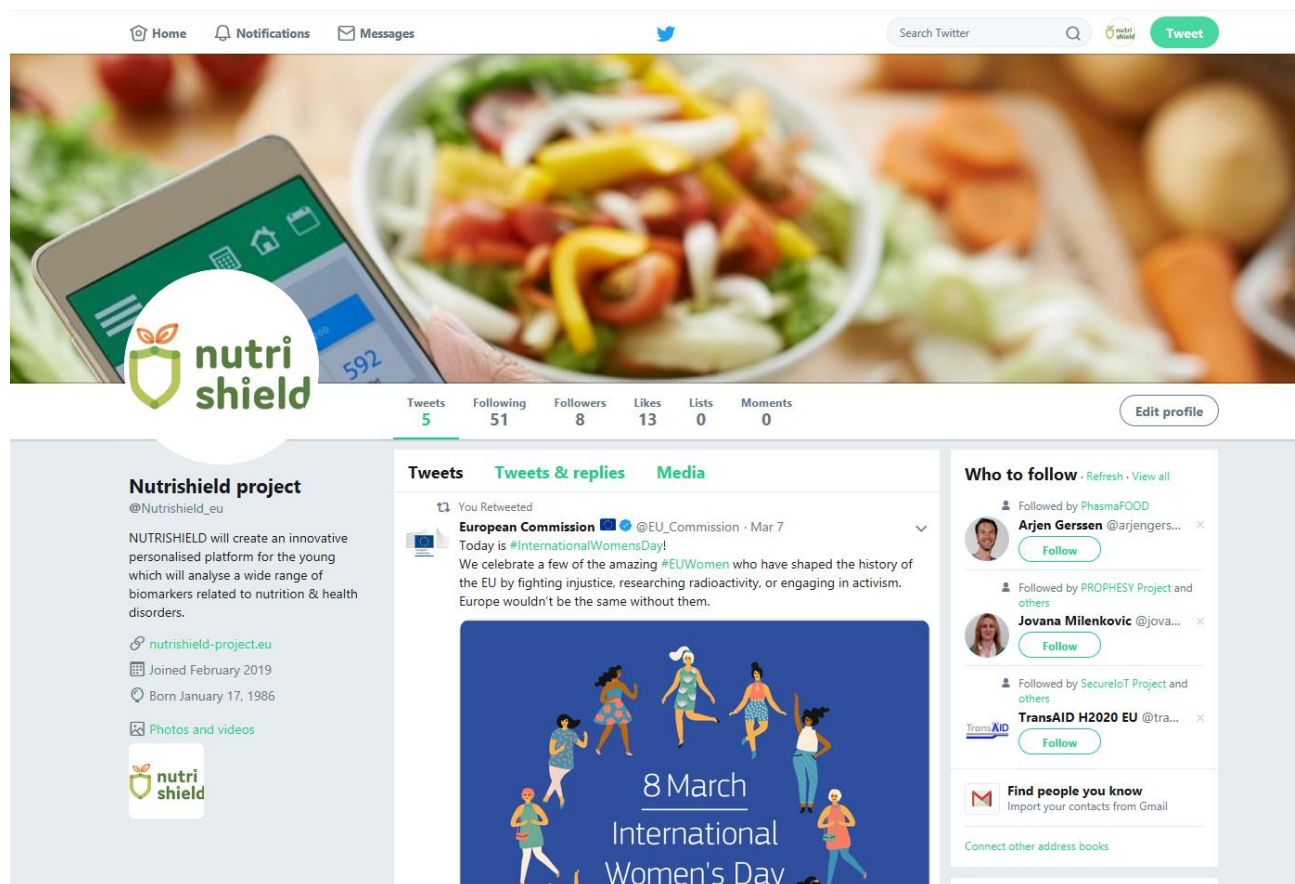 Home
Notifications
Messages
Search Twitter
nutri
shield
Tweet
592
nutri
shield
Tweets
5
Following
51
Followers
8
Likes
13
Lists
0
Moments
0
Edit profile
Nutrishield project
@Nutrishield_eu
NUTRISHIELD will create an innovative
personalised platform for the young
which will analyse a wide range of
biomarkers related to nutrition & health
disorders.
nutrishield-project.eu
Joined February 2019
Born January 17, 1986
Photos and videos
nutri
shield
Tweets Tweets & replies Media
You Retweeted
European Commission @EU_Commission · Mar 7
Today is #InternationalWomensDay!
We celebrate a few of the amazing #EUWomen who have shaped the history of
the EU by fighting injustice, researching radioactivity, or engaging in activism.
Europe wouldn't be the same without them.
8 March
International
Women's Day
Who to follow · Refresh · View all
Followed by PhasmaFOOD
Arjen Gerssen @arjengers...
Follow
Followed by PROPHESY Project and
others
Jovana Milenkovic @jova...
Follow
Followed by SecureIoT Project and
others
TransAID
TransAID H2020 EU @tra...
Follow
Find people you know
Import your contacts from Gmail
Connect other address books